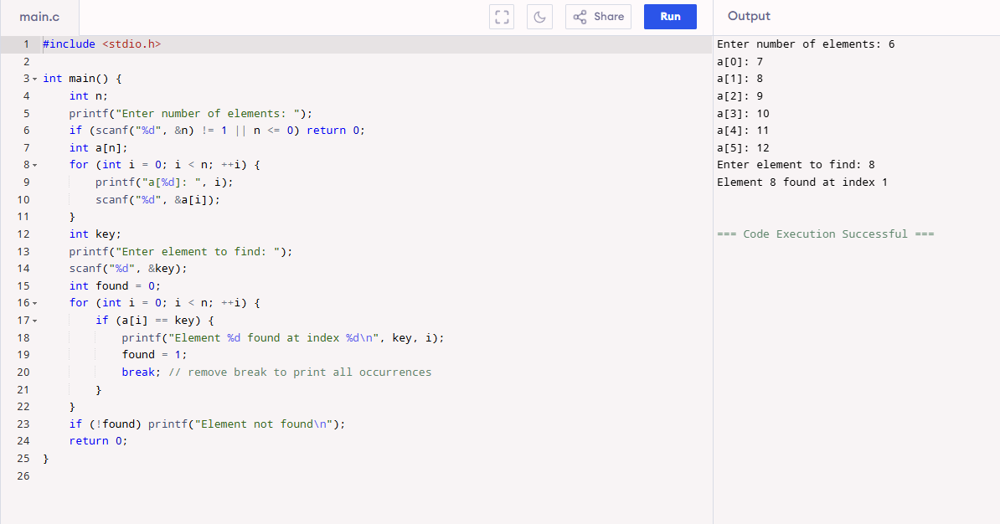 main.c
Share
Run
Output
1 #include <stdio.h>
2
3 int main() {
4     int n;
5     printf("Enter number of elements: ");
6     if (scanf("%d", &n) != 1 || n <= 0) return 0;
7     int a[n];
8     for (int i = 0; i < n; ++i) {
9         printf("a[%d]: ", i);
10         scanf("%d", &a[i]);
11     }
12     int key;
13     printf("Enter element to find: ");
14     scanf("%d", &key);
15     int found = 0;
16     for (int i = 0; i < n; ++i) {
17         if (a[i] == key) {
18             printf("Element %d found at index %d\n", key, i);
19             found = 1;
20             break; // remove break to print all occurrences
21         }
22     }
23     if (!found) printf("Element not found\n");
24     return 0;
25 }
26
Enter number of elements: 6
a[0]: 7
a[1]: 8
a[2]: 9
a[3]: 10
a[4]: 11
a[5]: 12
Enter element to find: 8
Element 8 found at index 1
=== Code Execution Successful ===